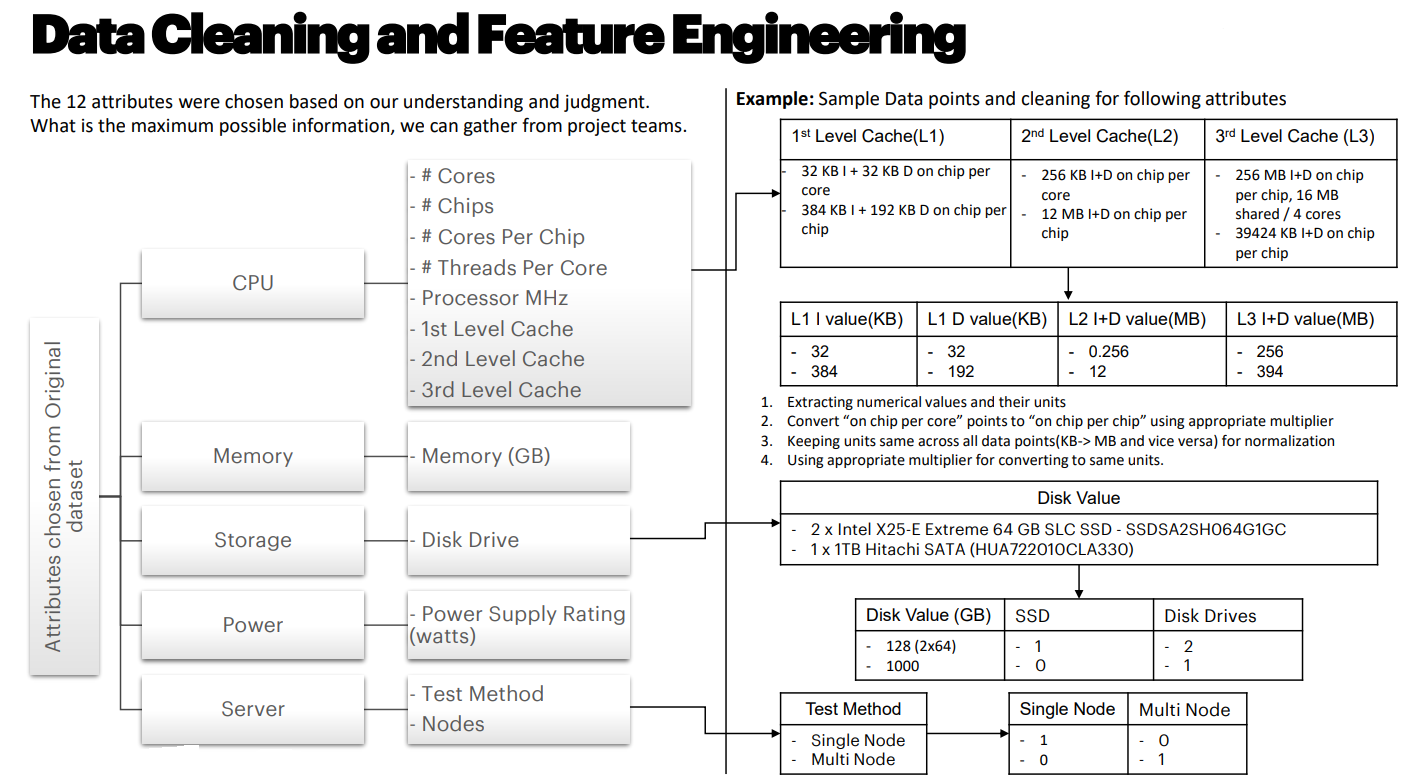 Data Cleaning and Feature Engineering
The 12 attributes were chosen based on our understanding and judgment.
What is the maximum possible information, we can gather from project teams.
Attributes chosen from Original
dataset
CPU
- # Cores
- # Chips
- # Cores Per Chip
- # Threads Per Core
- Processor MHz
- 1st Level Cache
- 2nd Level Cache
- 3rd Level Cache
Memory
- Memory (GB)
Storage
- Disk Drive
Power
- Power Supply Rating
(watts)
Server
- Test Method
- Nodes
Example: Sample Data points and cleaning for following attributes
1st Level Cache(L1)
- 32 KB I + 32 KB D on chip per
core
- 384 KB I + 192 KB D on chip per
chip
2nd Level Cache(L2)
- 256 KB I+D on chip per
core
- 12 MB I+D on chip per
chip
3rd Level Cache (L3)
- 256 MB I+D on chip
per chip, 16 MB
shared / 4 cores
- 39424 KB I+D on chip
per chip
L1 I value(KB)
- 32
- 384
L1 D value(KB)
- 32
- 192
L2 I+D value(MB)
- 0.256
- 12
L3 I+D value(MB)
- 256
- 394
1. Extracting numerical values and their units
2. Convert “on chip per core” points to “on chip per chip” using appropriate multiplier
3. Keeping units same across all data points(KB-> MB and vice versa) for normalization
4. Using appropriate multiplier for converting to same units.
Disk Value
- 2 x Intel X25-E Extreme 64 GB SLC SSD - SSDSA2SH064G1GC
- 1 x 1TB Hitachi SATA (HUA722010CLA330)
Disk Value (GB)
- 128 (2x64)
- 1000
SSD
- 1
- 0
Disk Drives
- 2
- 1
Test Method
- Single Node
- Multi Node
Single Node
- 1
- 0
Multi Node
- 0
- 1